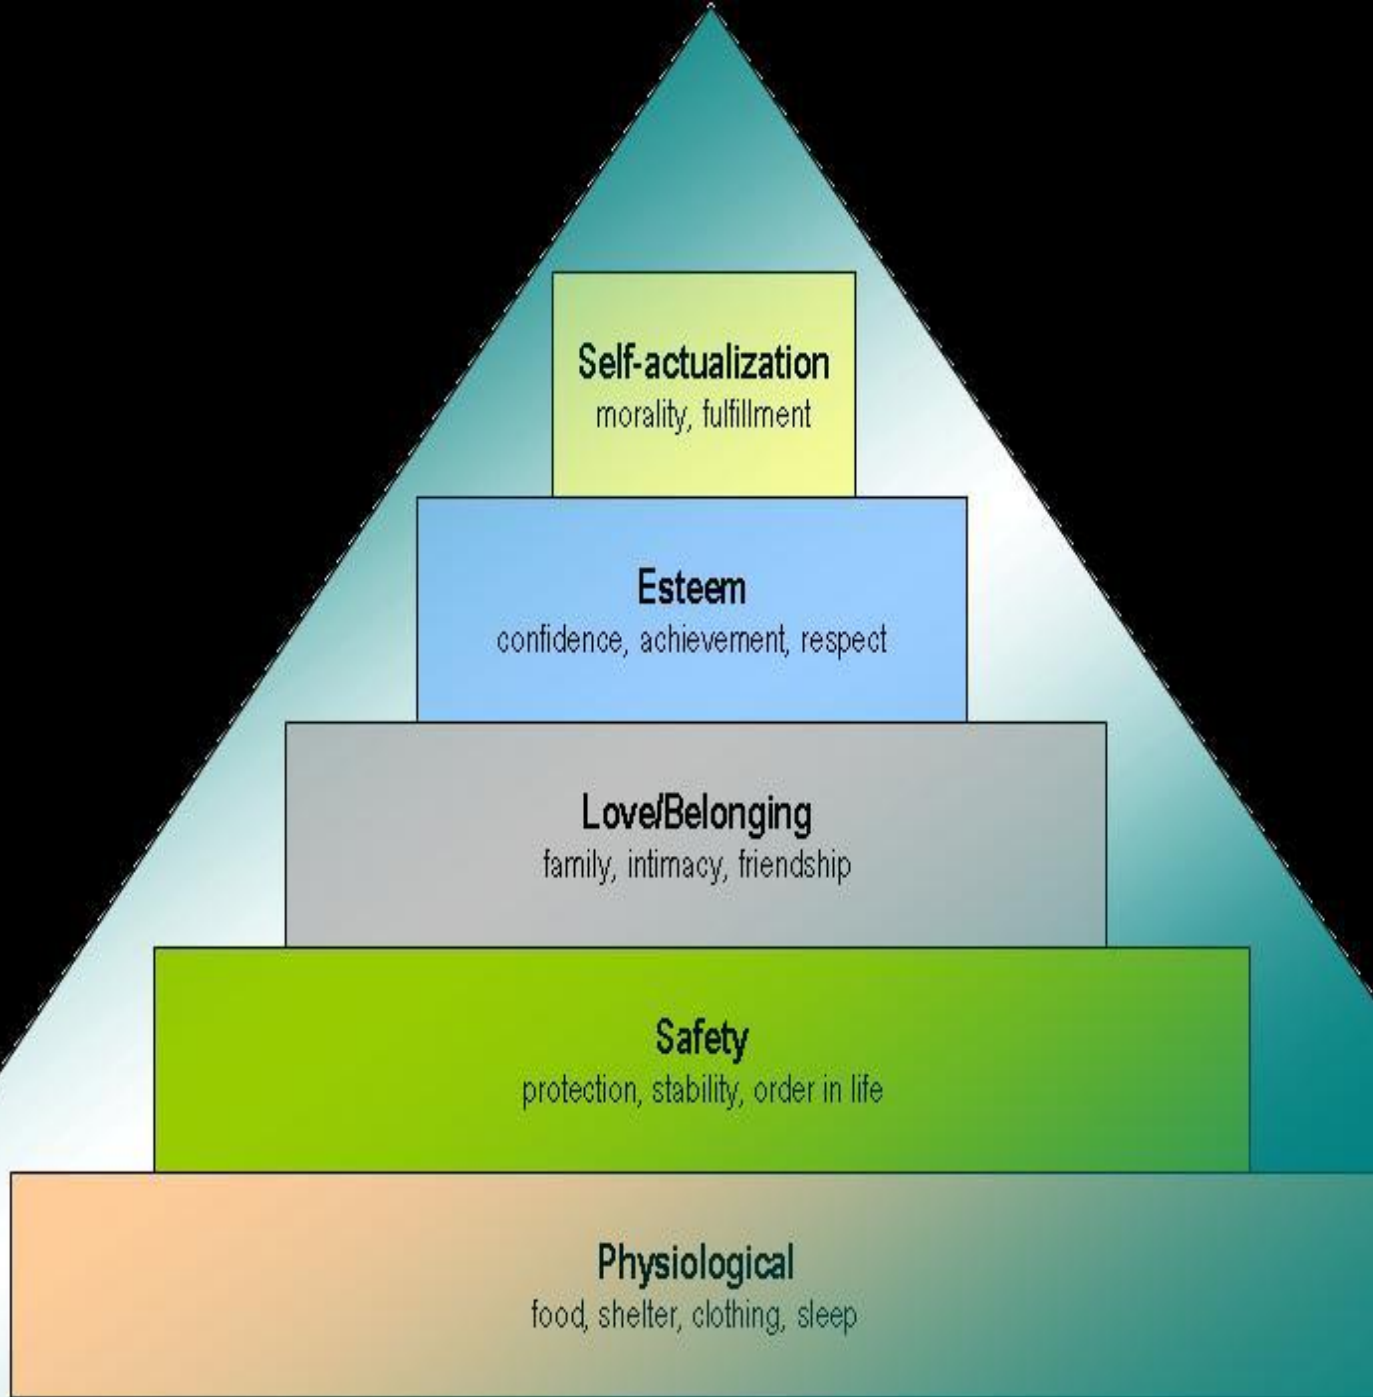 Self-actualization
morality, fulfillment
Esteem
confidence, achievement, respect
Love/Belonging
family, intimacy, friendship
Safety
protection, stability, order in life
Physiological
food, shelter, clothing, sleep